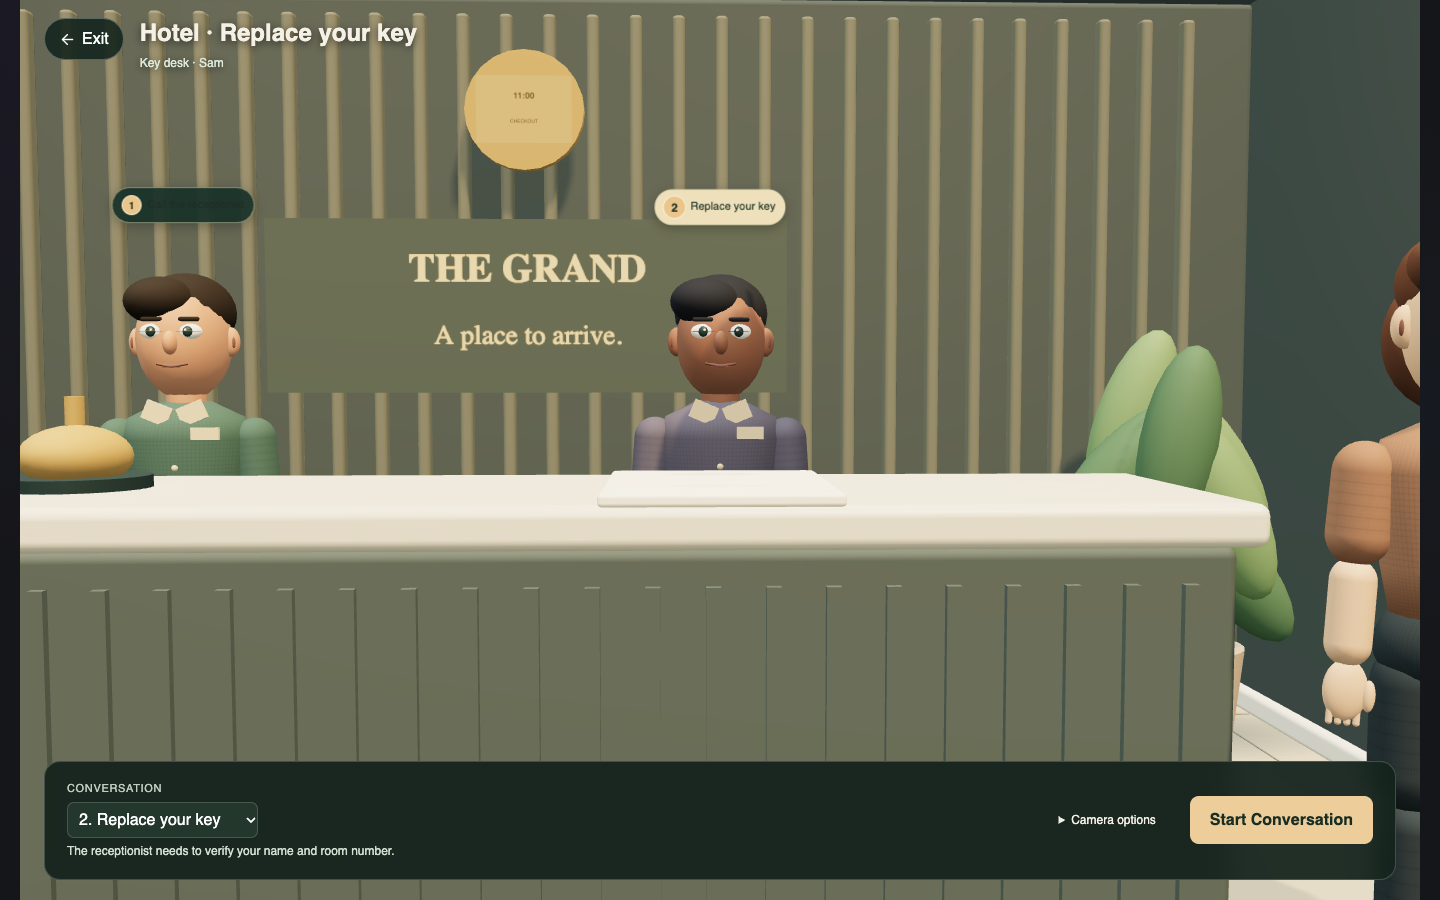 ← Exit
Hotel · Replace your key
Key desk · Sam
11:00
CHECKOUT
1
2 Replace your key
THE GRAND
A place to arrive.
CONVERSATION
2. Replace your key
The receptionist needs to verify your name and room number.
▶ Camera options
Start Conversation